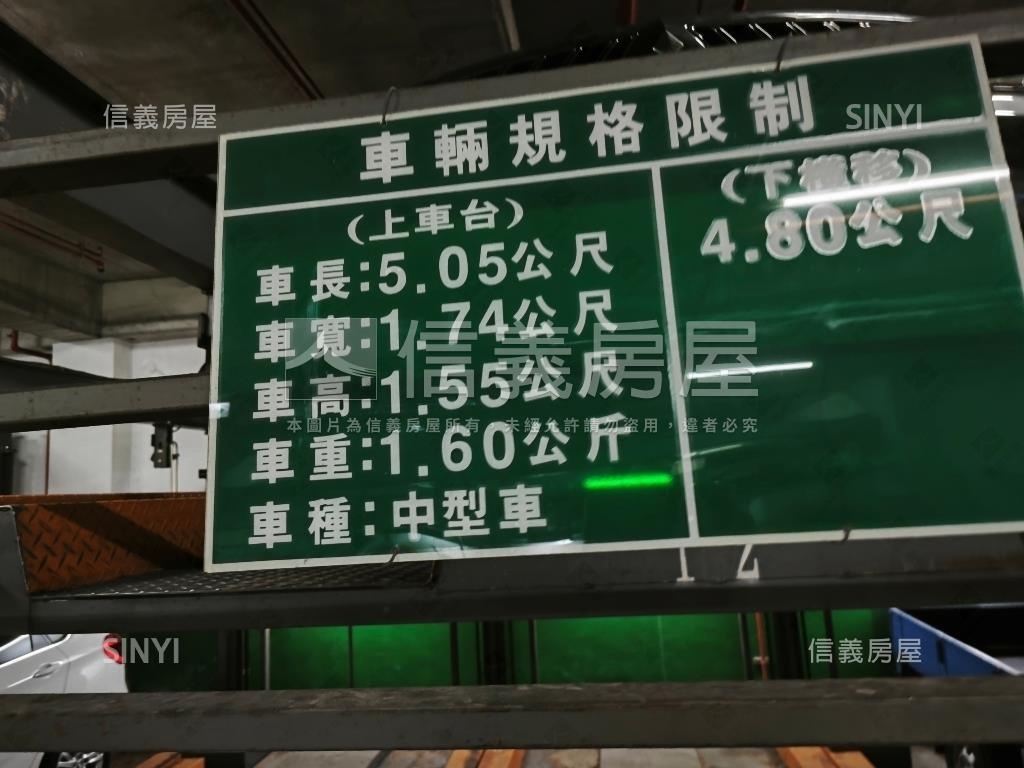 信義房屋
SINYI
車輛規格限制
(上車台)
車長:5.05公尺
車寬:1.74公尺
車高:1.55公尺
車重:1.60公斤
車種:中型車
(下橫移)
4.80公尺
信義房屋
本圖片為信義房屋所有,未經允許請勿盜用,違者必究
12
SINYI
信義房屋